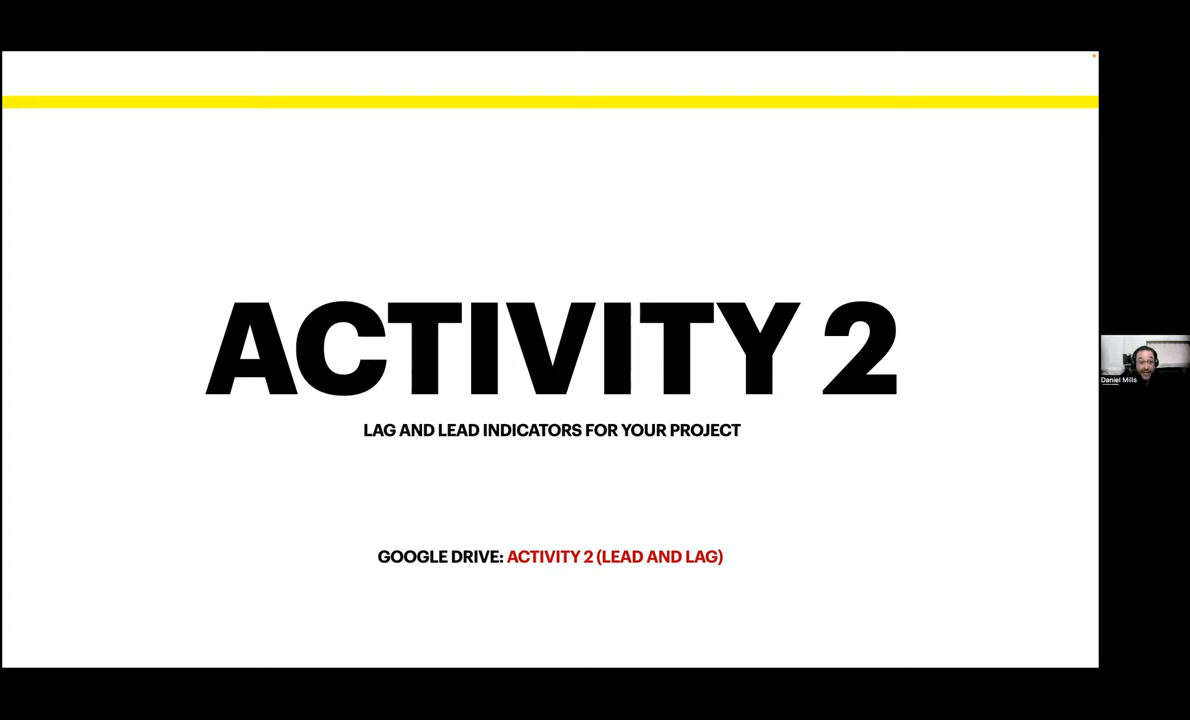 ACTIVITY 2
LAG AND LEAD INDICATORS FOR YOUR PROJECT
GOOGLE DRIVE: ACTIVITY 2 (LEAD AND LAG)
Daniel Mills